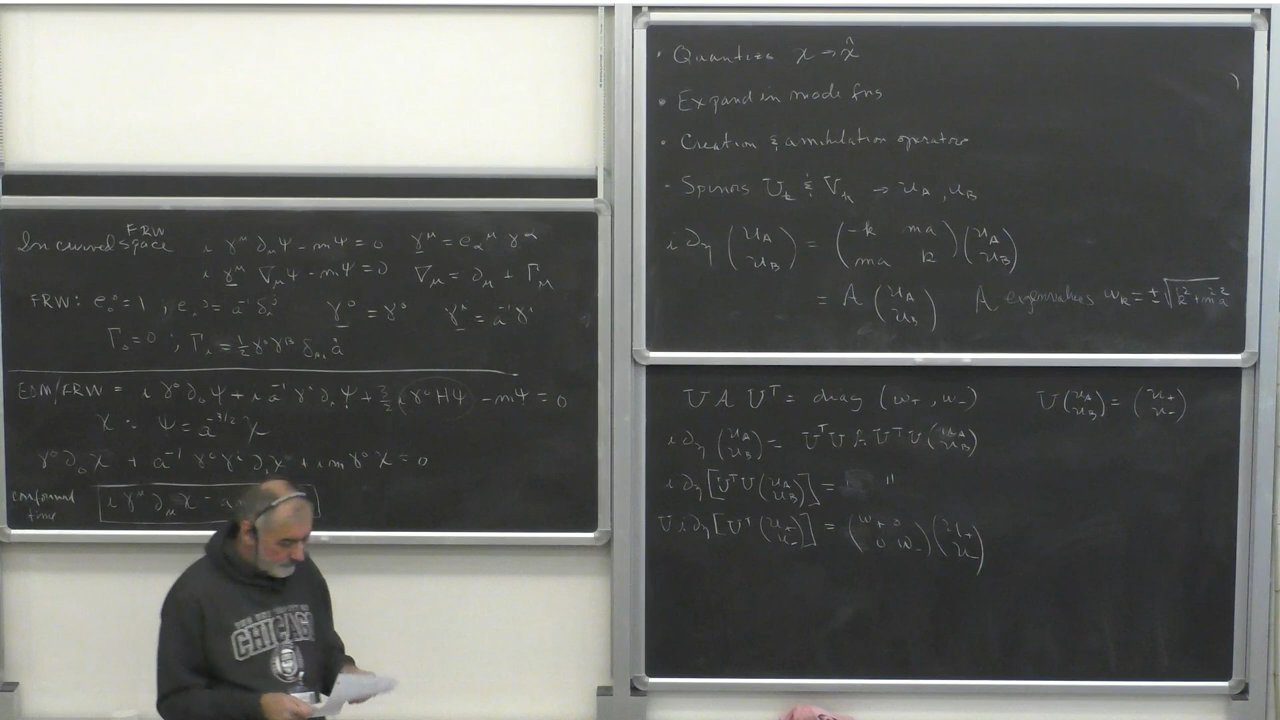 In curved FRW space i γ^μ ∂_μ Ψ - mΨ = 0 γ^μ = e_α^μ γ^α
i γ^μ ∇_μ Ψ - mΨ = 0 ∇_μ = ∂_μ + Γ_μ
FRW: e_0^0 = 1 ; e_i^j = a^{-1} δ_i^j γ^0 = γ^0 γ^i = a^{-1} γ^i
Γ_0 = 0 ; Γ_i = 1/2 γ^0 γ^β δ_{βi} ȧ
EOM/FRW = i γ^0 ∂_0 Ψ + i a^{-1} γ^i ∂_i Ψ + 3/2 i γ^0 H Ψ - mΨ = 0
χ : Ψ = a^{-3/2} χ
γ^0 ∂_0 χ + a^{-1} γ^0 γ^i ∂_i χ + i m γ^0 χ = 0
conformal time i γ^μ ∂_μ χ - a
• Quantize χ → χ̂
• Expand in mode fns
• Creation & annihilation operators
• Spinors U_k & V_k → u_A, u_B
i ∂_η (u_A u_B) = (-k ma ma k) (u_A u_B)
= A (u_A u_B) A eigenvalues ω_k = ± √(k² + m²a²)
U A U^T = diag (ω_+, ω_-) U (u_A u_B) = (u_+ u_-)
i ∂_η (u_A u_B) = U^T U A U^T U (u_A u_B)
i ∂_η [U^T U (u_A u_B)] = "
U i ∂_η [U^T (u_+ u_-)] = (ω_+ 0 0 ω_-) (u_+ u_-)
CHICAGO